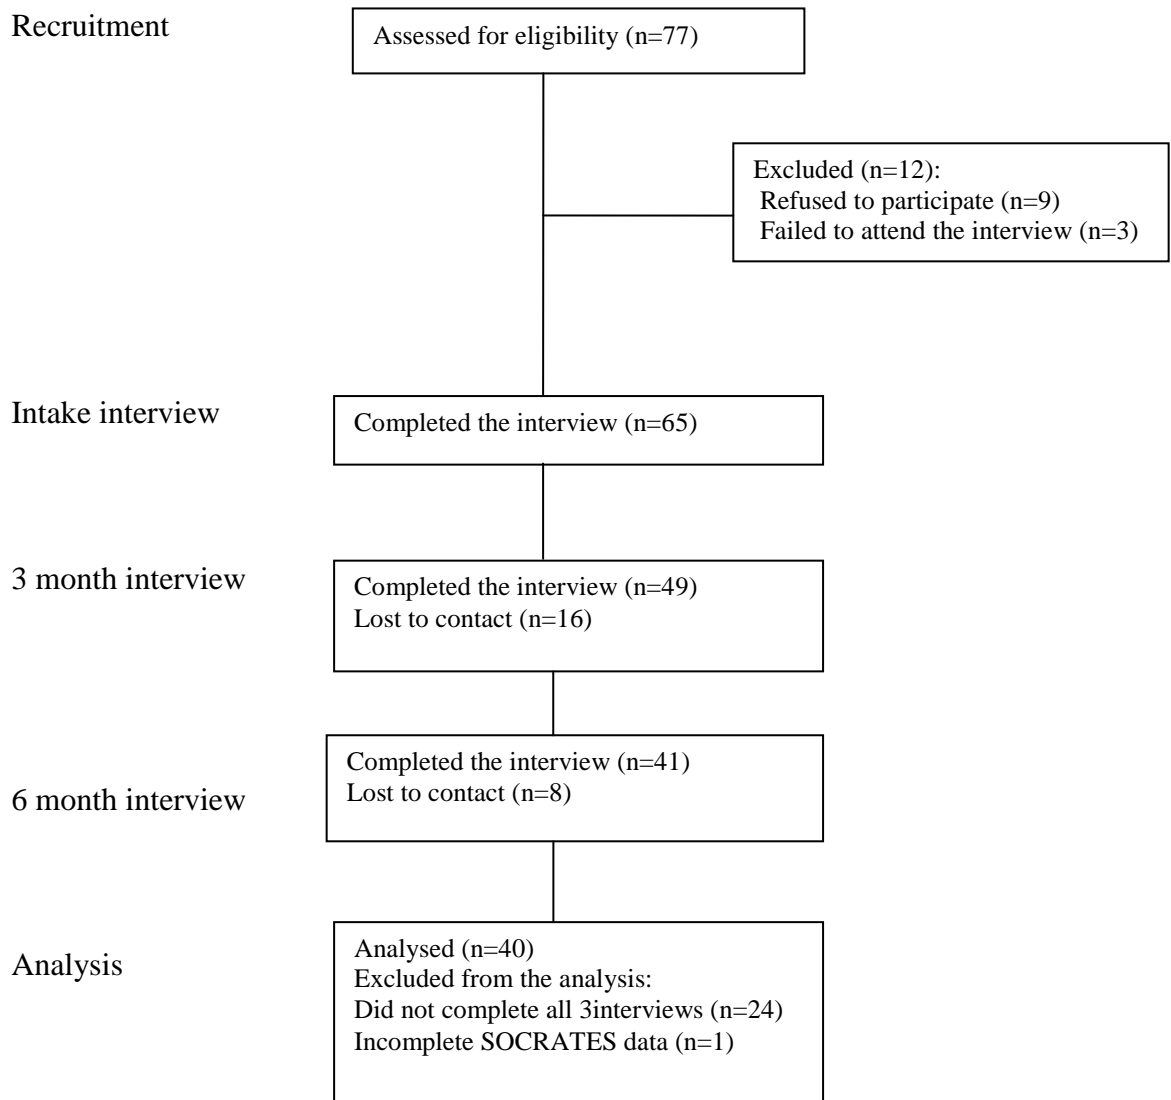 Recruitment
Assessed for eligibility (n=77)
Excluded (n=12):
Refused to participate (n=9)
Failed to attend the interview (n=3)
Intake interview
Completed the interview (n=65)
3 month interview
Completed the interview (n=49)
Lost to contact (n=16)
6 month interview
Completed the interview (n=41)
Lost to contact (n=8)
Analysis
Analysed (n=40)
Excluded from the analysis:
Did not complete all 3interviews (n=24)
Incomplete SOCRATES data (n=1)